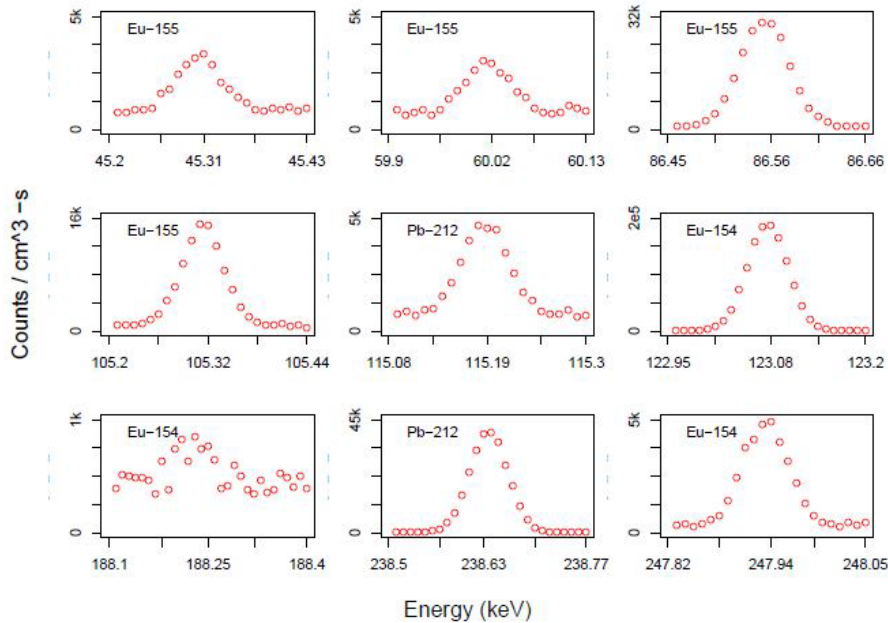 5k
Eu−155
0
45.2 45.31 45.43
5k
Eu−155
0
59.9 60.02 60.13
32k
Eu−155
0
86.45 86.56 86.66
16k
Eu−155
0
105.2 105.32 105.44
5k
Pb−212
0
115.08 115.19 115.3
2e5
Eu−154
0
122.95 123.08 123.2
1k
Eu−154
0
188.1 188.25 188.4
45k
Pb−212
0
238.5 238.63 238.77
5k
Eu−154
0
247.82 247.94 248.05
Counts / cm^3 −s
Energy (keV)